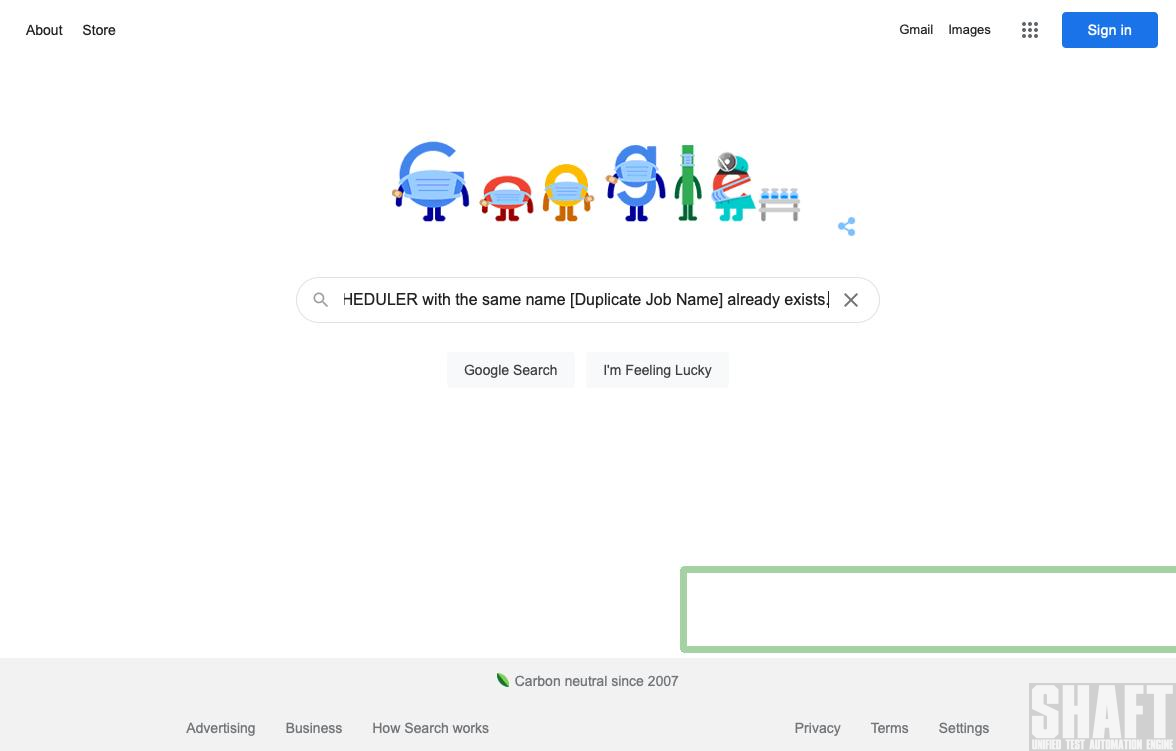 About Store
Gmail Images
Sign in
Google
HEDULER with the same name [Duplicate Job Name] already exists.
Google Search
I'm Feeling Lucky
Carbon neutral since 2007
Advertising Business How Search works
Privacy Terms Settings
SHAFT
UNIFIED TEST AUTOMATION ENGINE